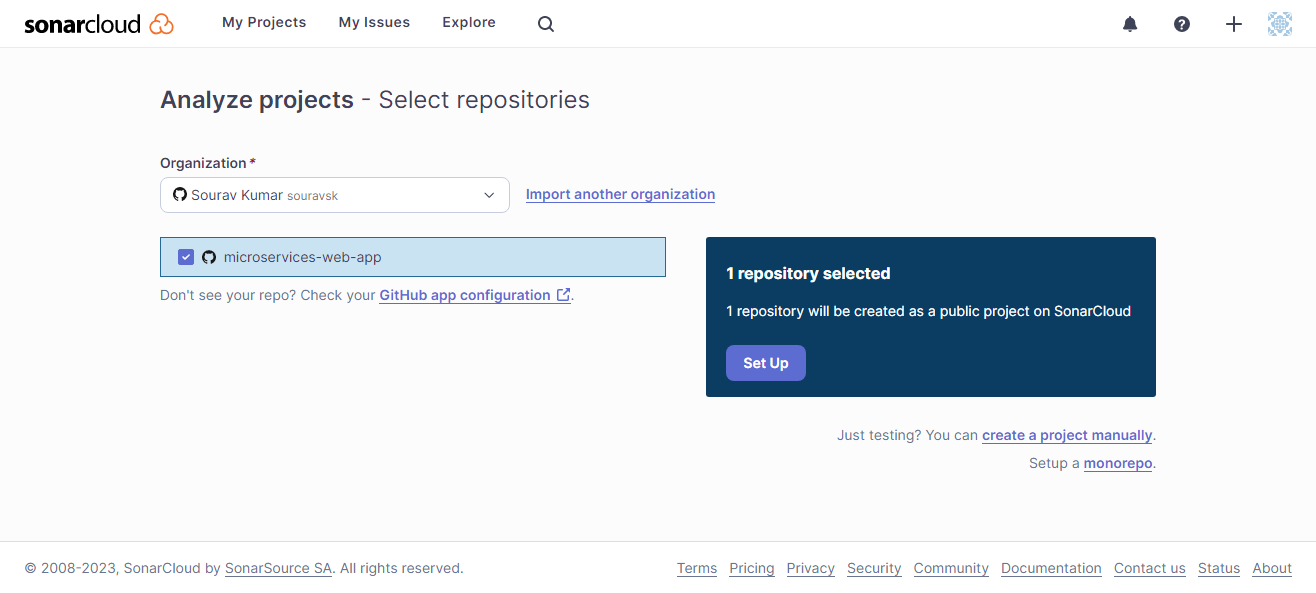 sonarcloud My Projects My Issues Explore
Analyze projects - Select repositories
Organization *
Sourav Kumar souravsk Import another organization
microservices-web-app
Don't see your repo? Check your GitHub app configuration.
1 repository selected
1 repository will be created as a public project on SonarCloud
Set Up
Just testing? You can create a project manually.
Setup a monorepo.
© 2008-2023, SonarCloud by SonarSource SA. All rights reserved. Terms Pricing Privacy Security Community Documentation Contact us Status About